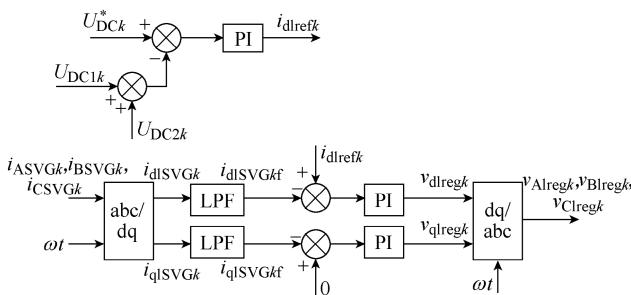 U*DCk
+
−
PI
idlrefk
UDC1k
+
+
UDC2k
iASVGk,iBSVGk,
iCSVGk
ωt
abc/
dq
idlSVGk
LPF
idlSVGkf
idlrefk
+
−
PI
vdlregk
iqlSVGk
LPF
iqlSVGkf
−
+
0
PI
vqlregk
dq/
abc
ωt
vAlregk,vBlregk,
vClregk